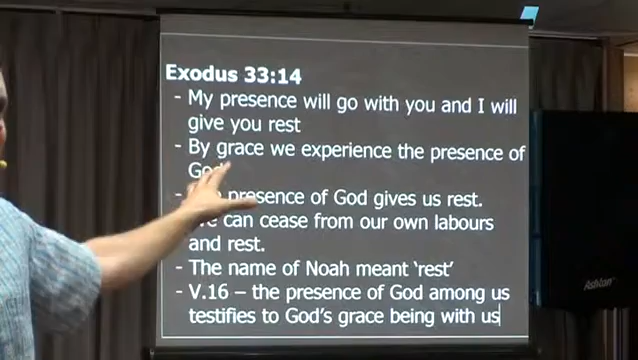 Exodus 33:14
- My presence will go with you and I will
give you rest
- By grace we experience the presence of
presence of God gives us rest.
can cease from our own labours
and rest.
- The name of Noah meant 'rest'
- V.16 – the presence of God among us
testifies to God's grace being with us
Ashton